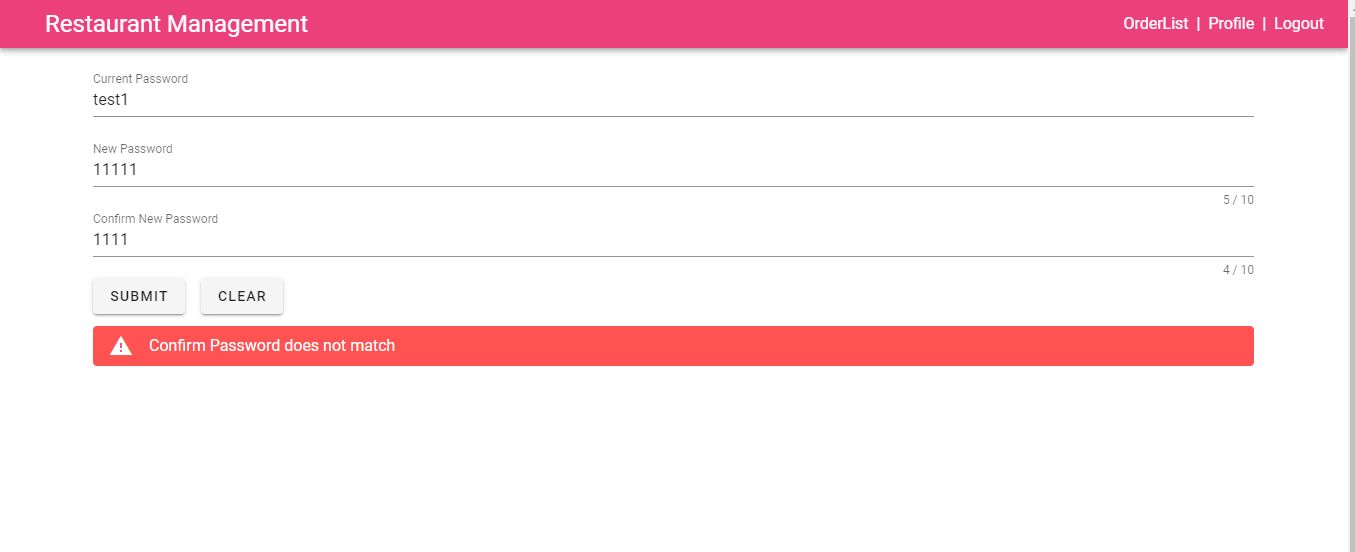 Restaurant Management
OrderList | Profile | Logout
Current Password
test1
New Password
11111
5 / 10
Confirm New Password
1111
4 / 10
SUBMIT CLEAR
Confirm Password does not match